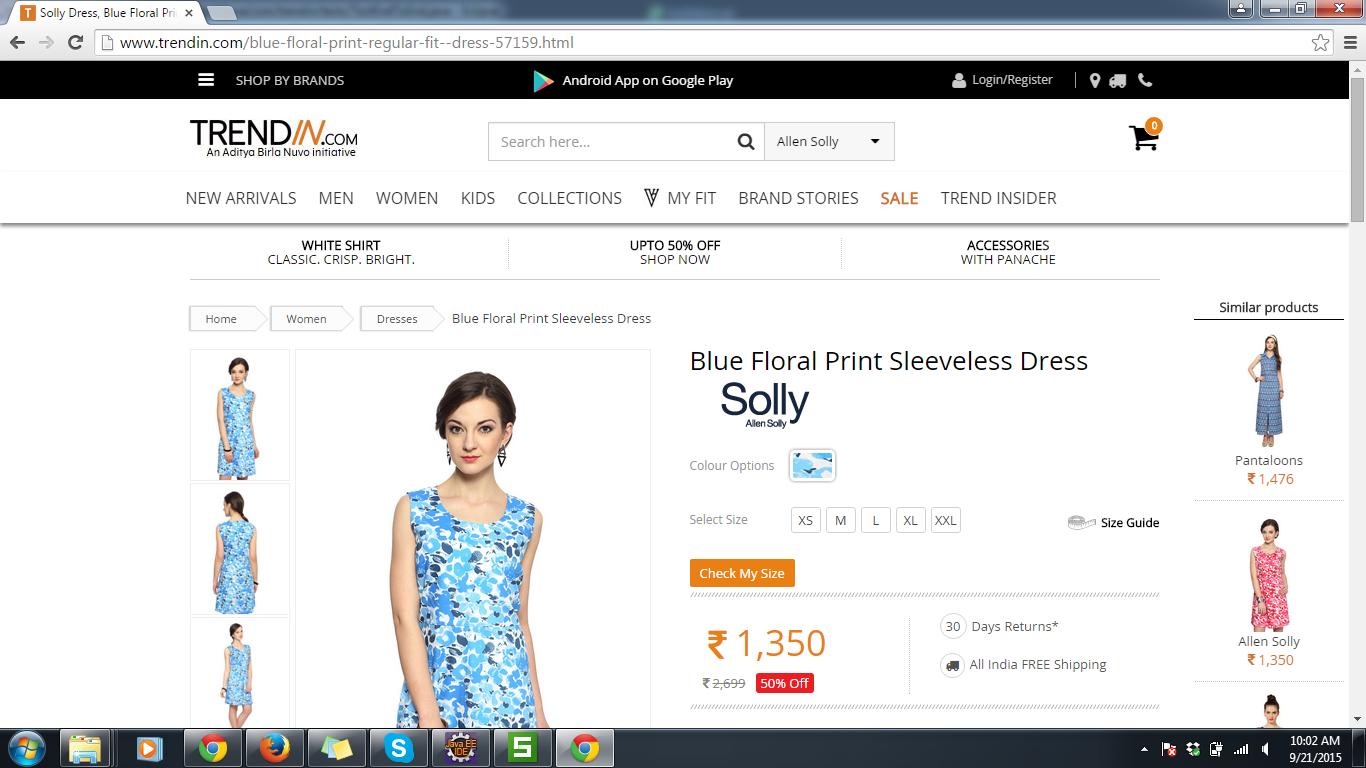 Solly Dress, Blue Floral Pri
www.trendin.com/blue-floral-print-regular-fit--dress-57159.html
SHOP BY BRANDS
Android App on Google Play
Login/Register
TRENDIN.COM
An Aditya Birla Nuvo initiative
Search here...
Allen Solly
0
NEW ARRIVALS MEN WOMEN KIDS COLLECTIONS MY FIT BRAND STORIES SALE TREND INSIDER
WHITE SHIRT
CLASSIC. CRISP. BRIGHT.
UPTO 50% OFF
SHOP NOW
ACCESSORIES
WITH PANACHE
Home Women Dresses Blue Floral Print Sleeveless Dress
Blue Floral Print Sleeveless Dress
Solly
Allen Solly
Colour Options
Select Size XS M L XL XXL
Size Guide
Check My Size
₹ 1,350
₹ 2,699 50% Off
30 Days Returns*
All India FREE Shipping
Similar products
Pantaloons
₹ 1,476
Allen Solly
₹ 1,350
Java EE
IDE
10:02 AM
9/21/2015